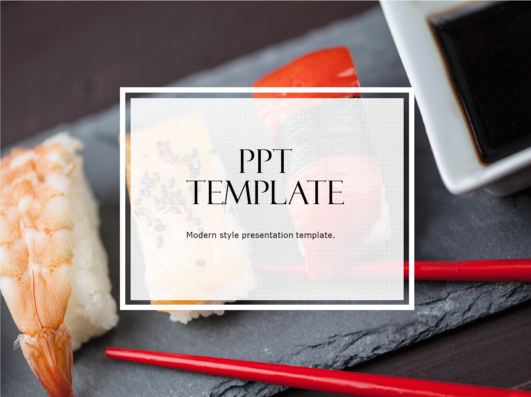 PPT
TEMPLATE
Modern style presentation template.